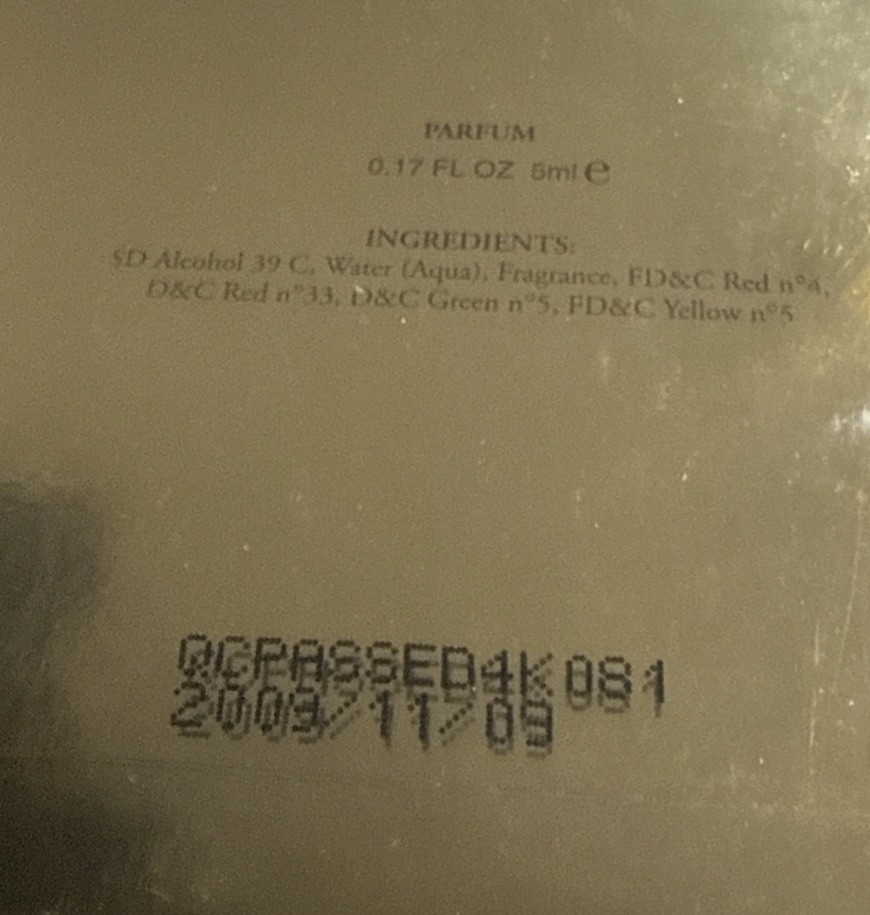 PARFUM
0.17 FL OZ 5ml ℮
INGREDIENTS:
SD Alcohol 39 C, Water (Aqua), Fragrance, FD&C Red n°4,
D&C Red n°33, D&C Green n°5, FD&C Yellow n°5
QCPASSED4K081
2009/11/09